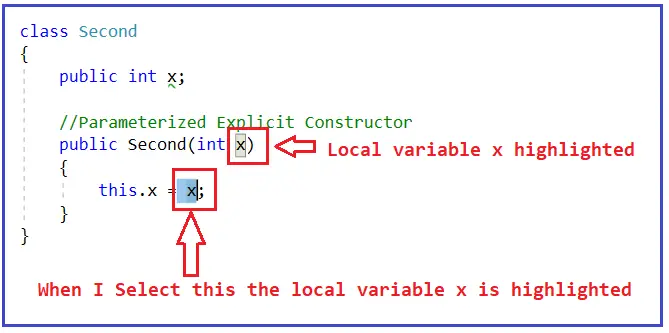 class Second
{
public int x;
//Parameterized Explicit Constructor
public Second(int x) Local variable x highlighted
{
this.x = x;
}
}
When I Select this the local variable x is highlighted